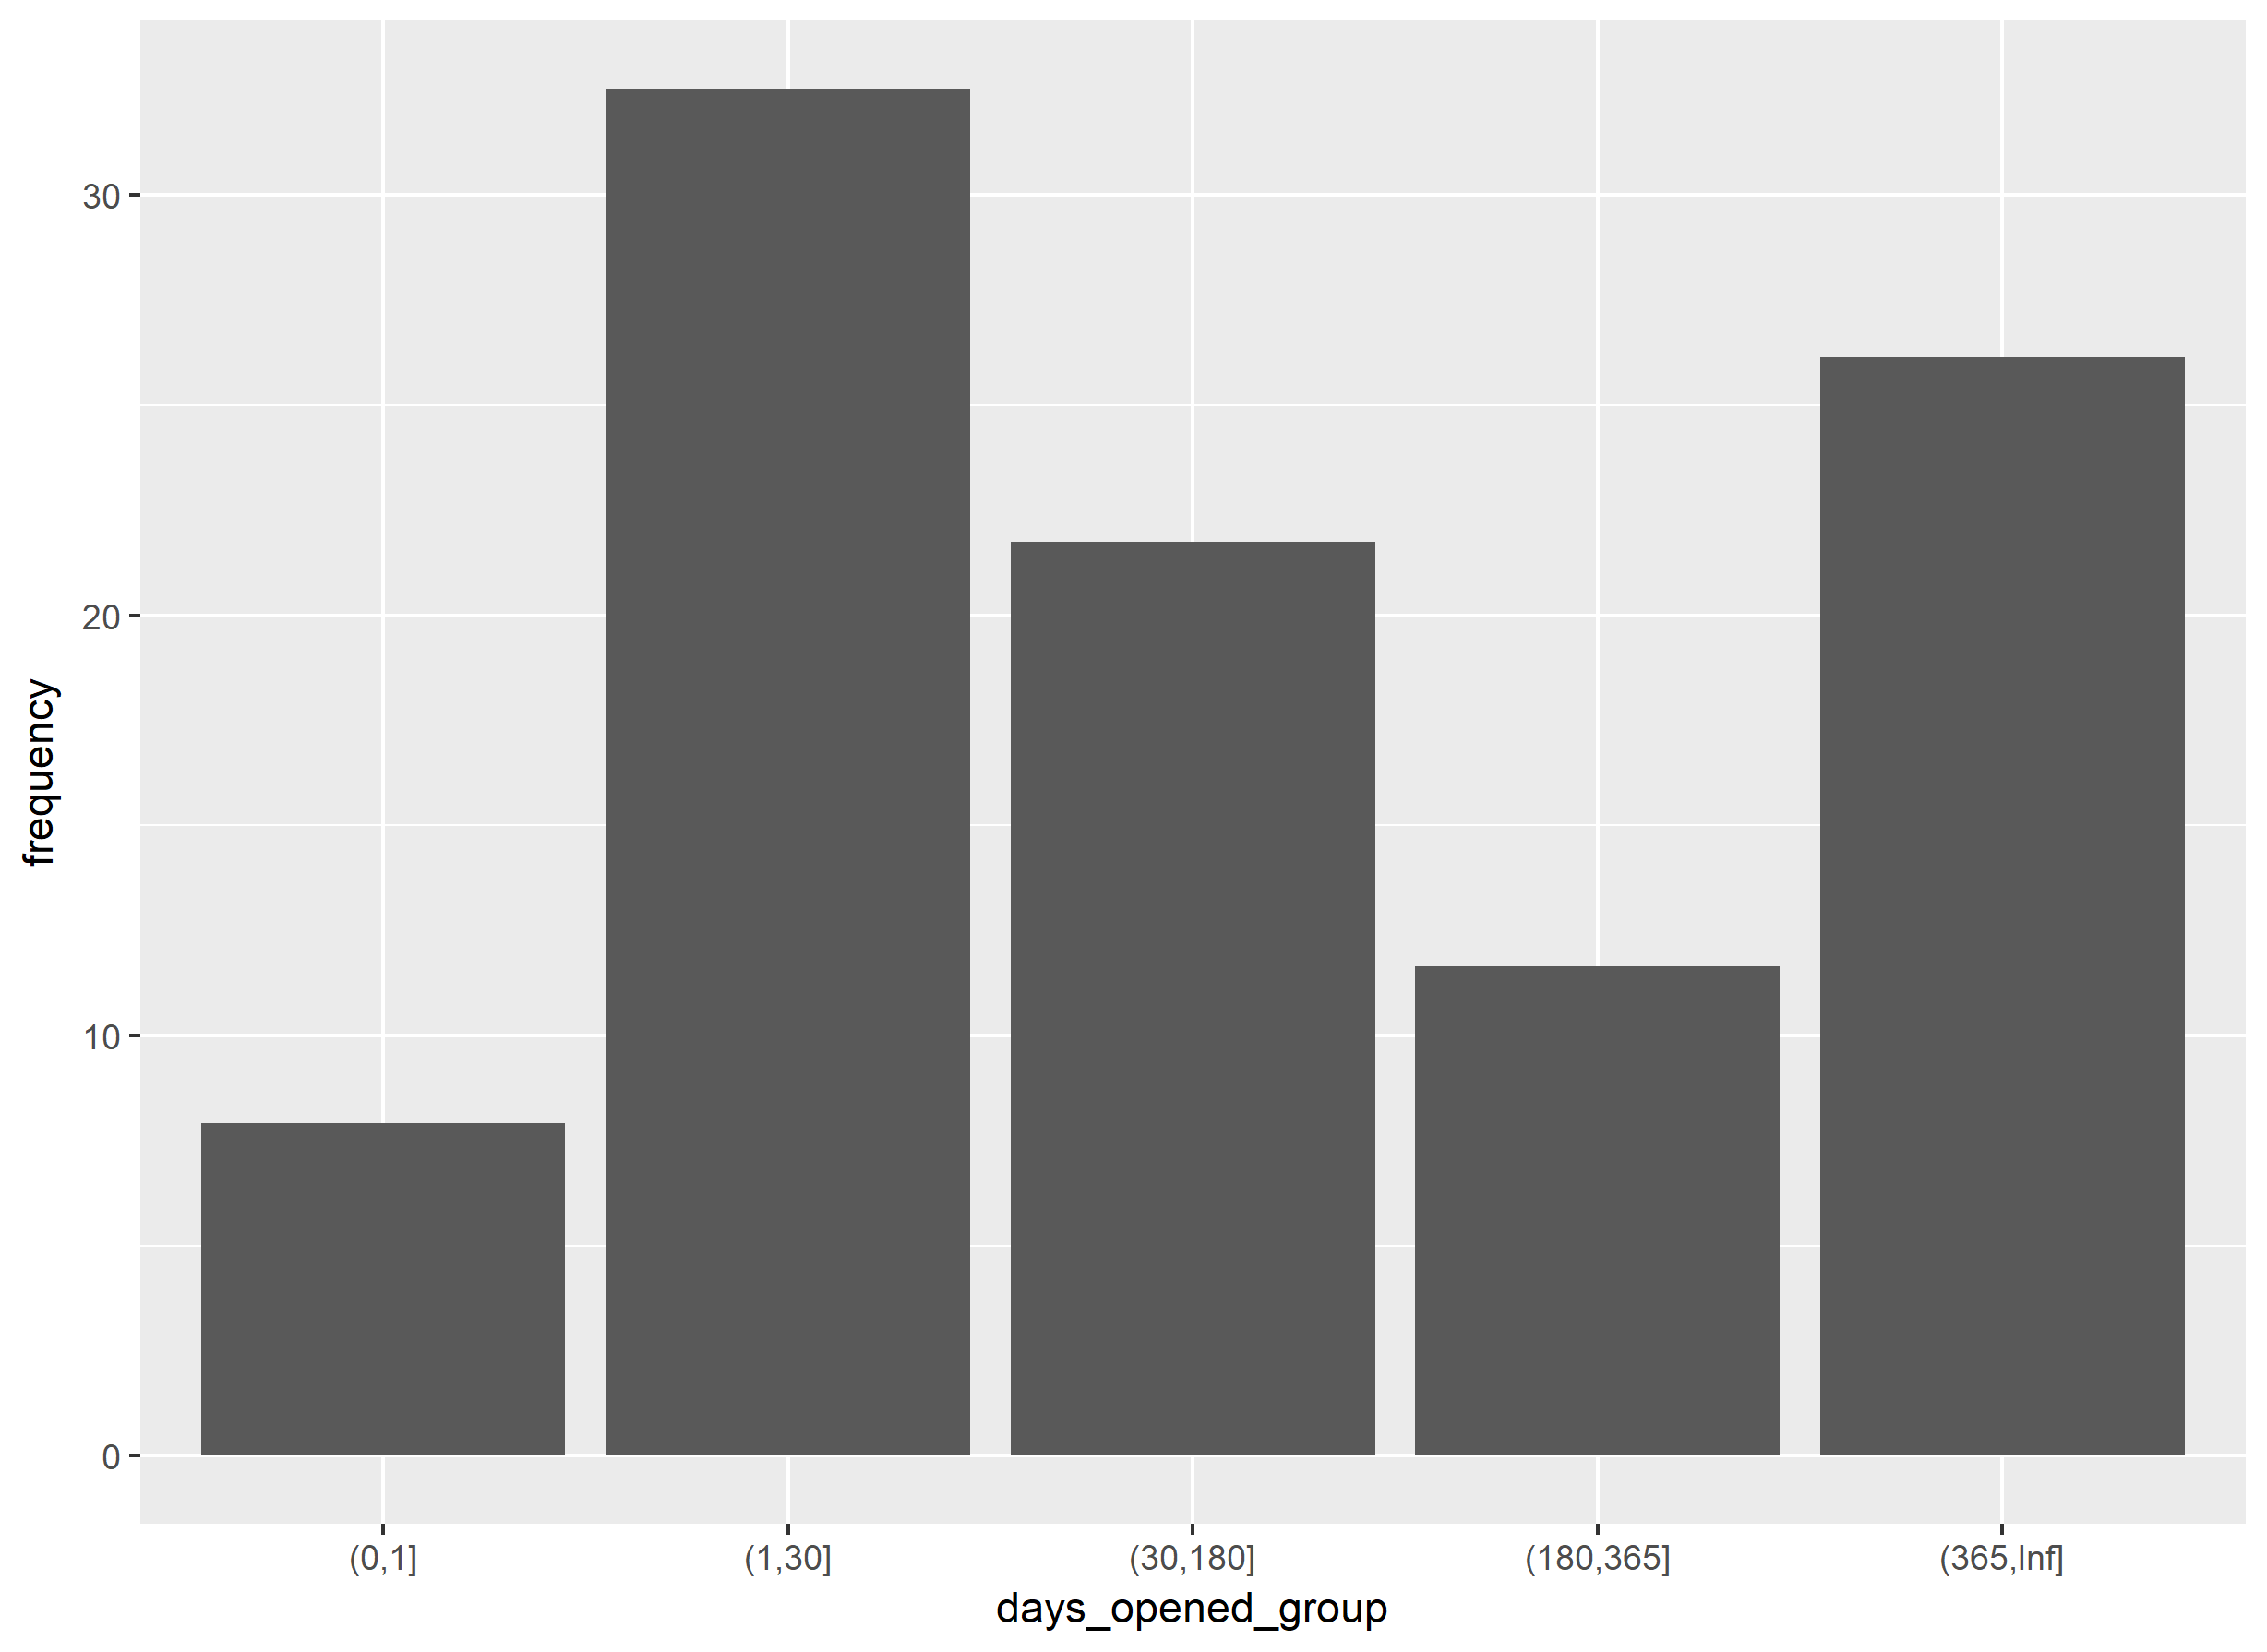 frequency
30
20
10
0
(0,1]
(1,30]
(30,180]
(180,365]
(365,Inf]
days_opened_group